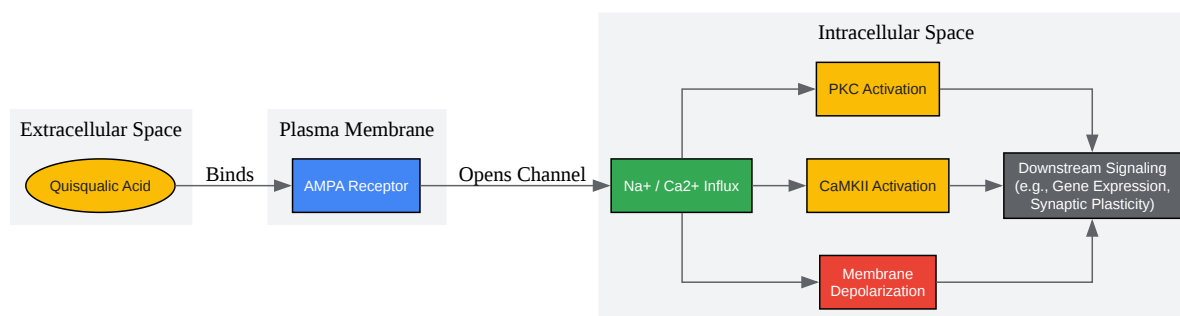 Intracellular Space
PKC Activation
Extracellular Space
Plasma Membrane
Quisqualic Acid
Binds
AMPA Receptor
Opens Channel
Na+ / Ca2+ Influx
CaMKII Activation
Downstream Signaling
(e.g., Gene Expression,
Synaptic Plasticity)
Membrane
Depolarization